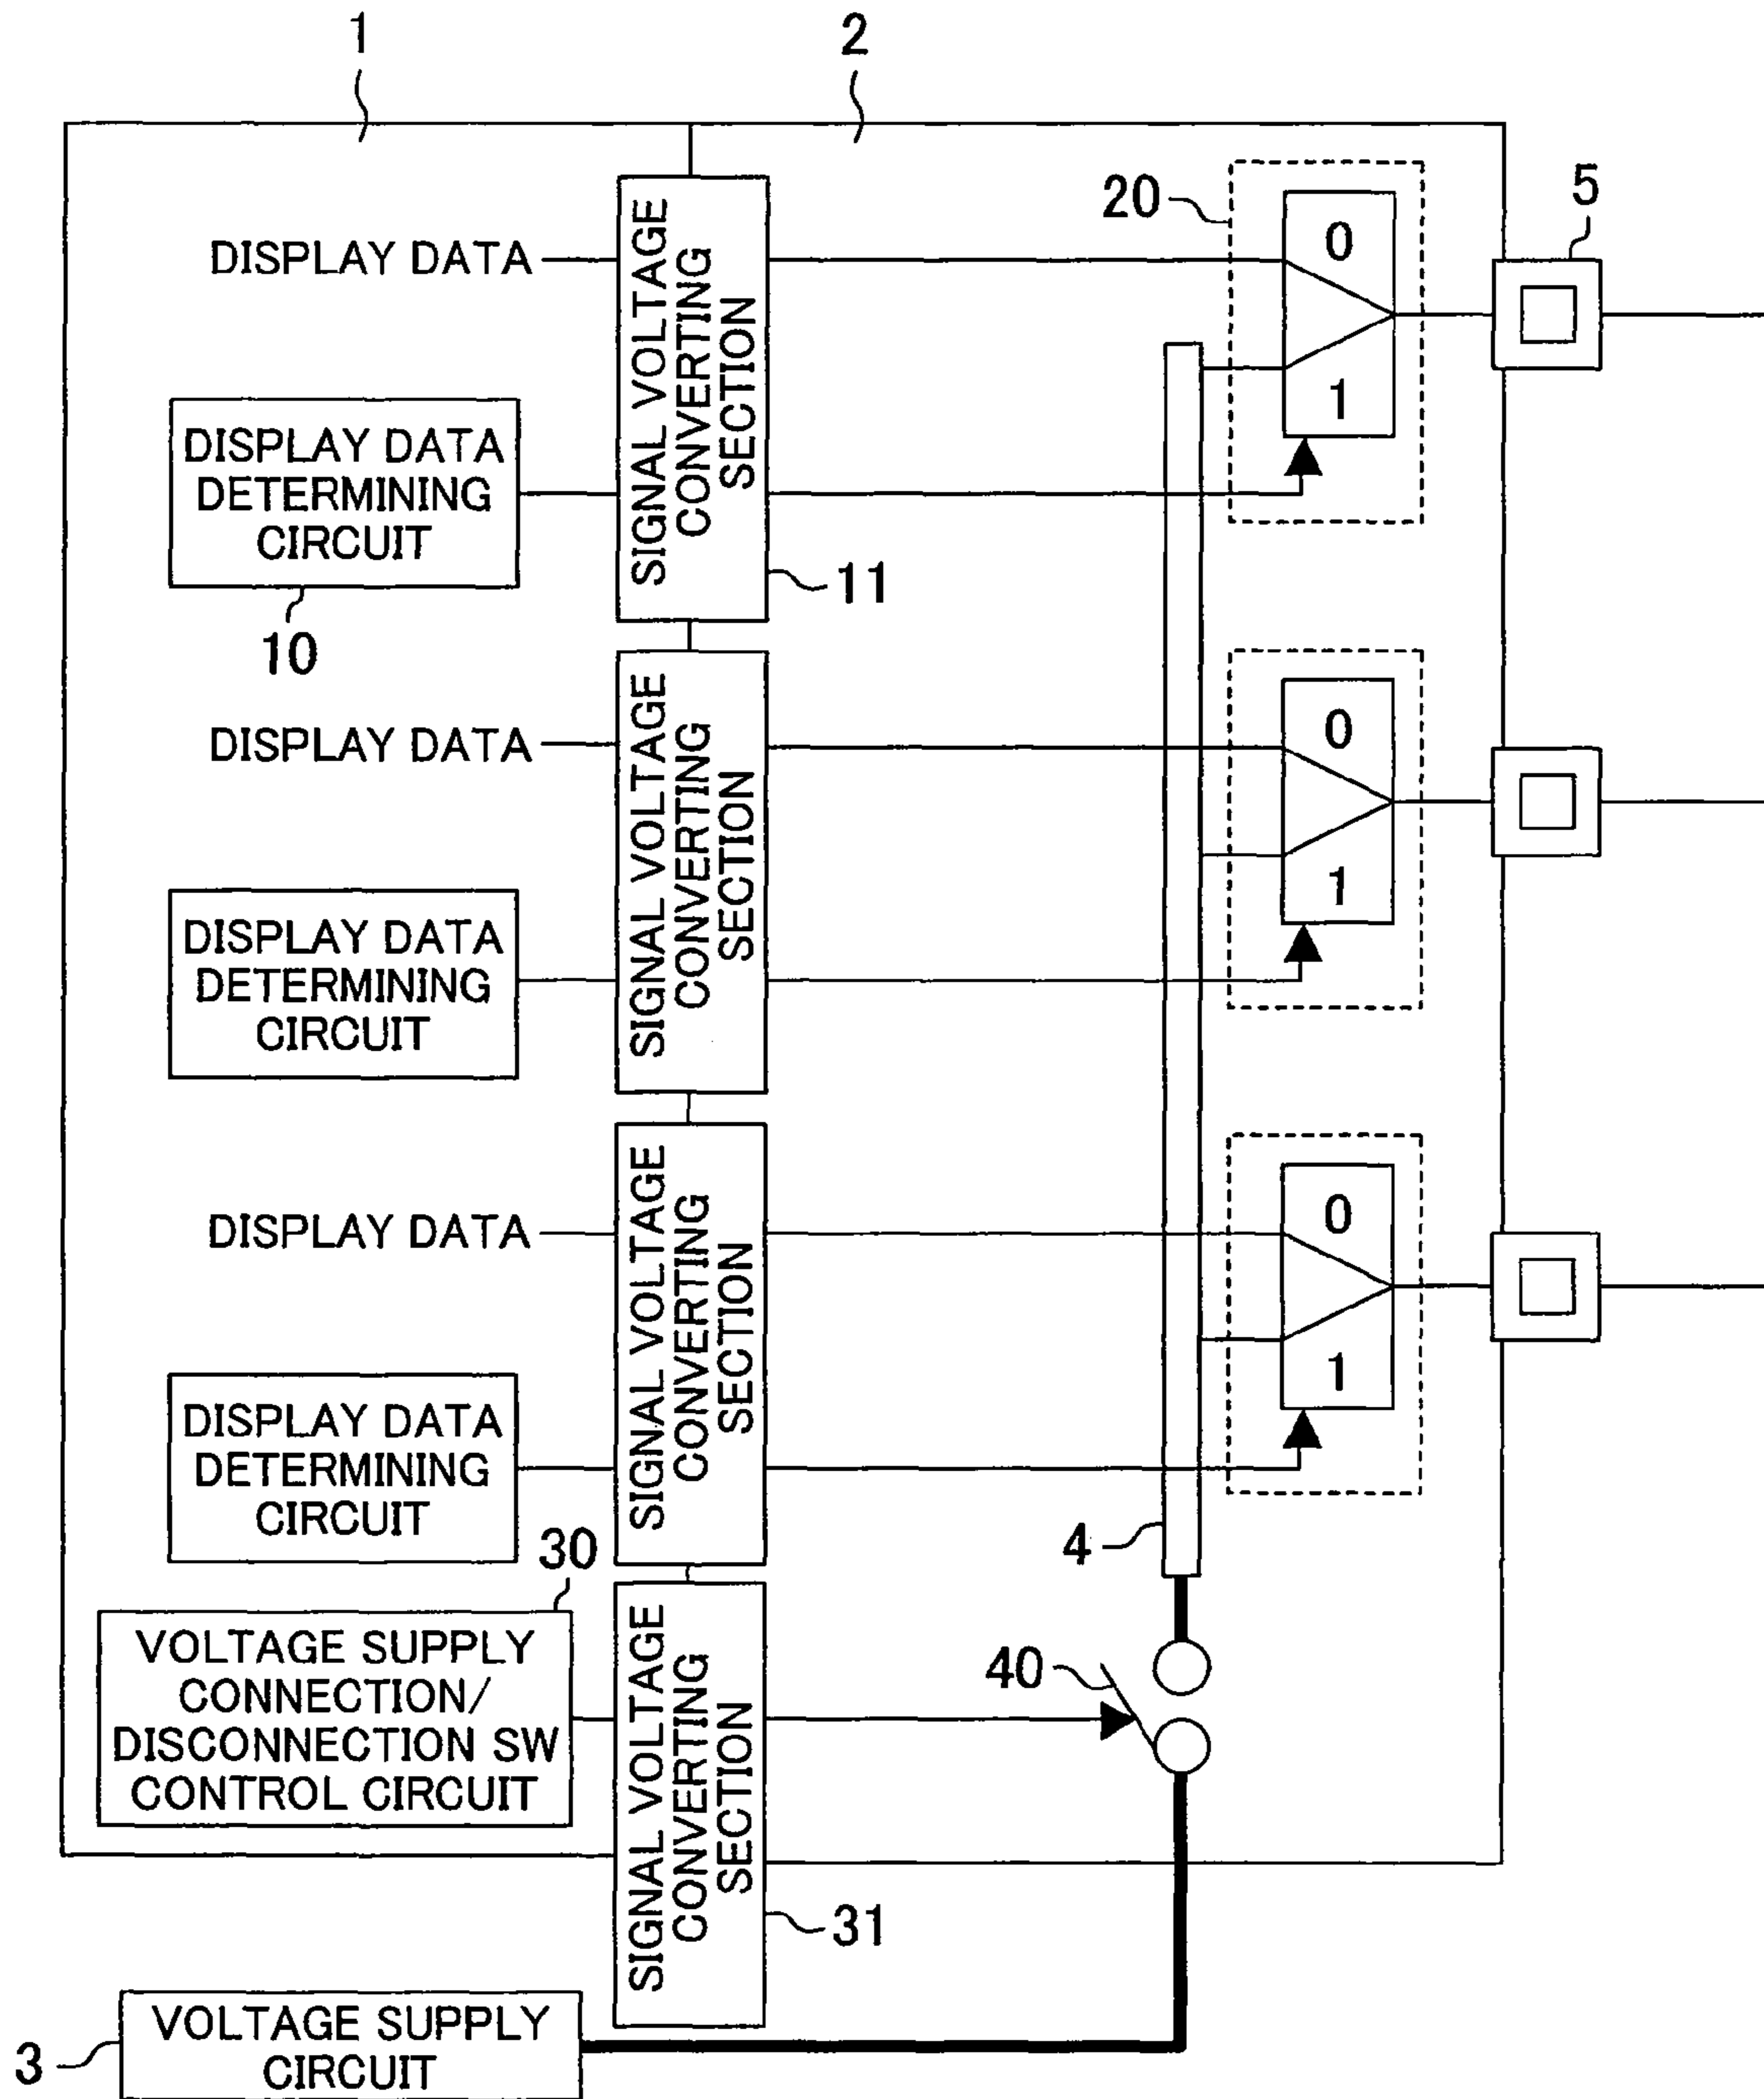 1
2
20
5
DISPLAY DATA
SIGNAL VOLTAGE
CONVERTING
SECTION
0
1
DISPLAY DATA
DETERMINING
CIRCUIT
10
11
DISPLAY DATA
SIGNAL VOLTAGE
CONVERTING
SECTION
0
1
DISPLAY DATA
DETERMINING
CIRCUIT
DISPLAY DATA
SIGNAL VOLTAGE
CONVERTING
SECTION
0
1
DISPLAY DATA
DETERMINING
CIRCUIT
4
30
VOLTAGE SUPPLY
CONNECTION/
DISCONNECTION SW
CONTROL CIRCUIT
SIGNAL VOLTAGE
CONVERTING
SECTION
40
31
3
VOLTAGE SUPPLY
CIRCUIT